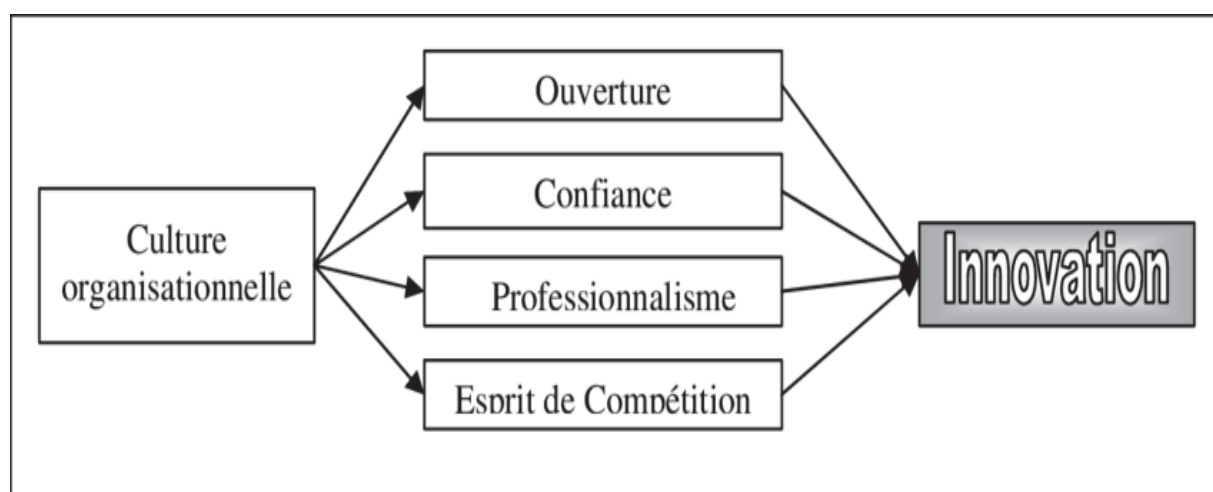 Ouverture
Confiance
Culture
organisationnelle
Professionnalisme
Esprit de Compétition
Innovation